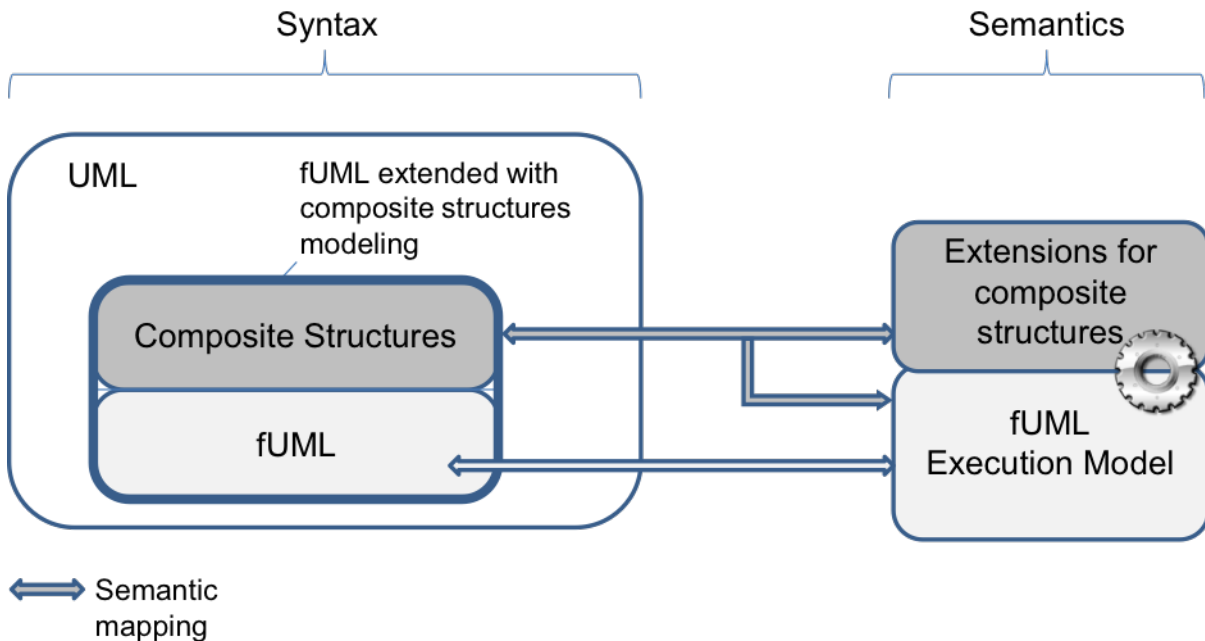 Syntax
Semantics
UML
fUML extended with
composite structures
modeling
Composite Structures
fUML
Extensions for
composite
structures
fUML
Execution Model
Semantic
mapping